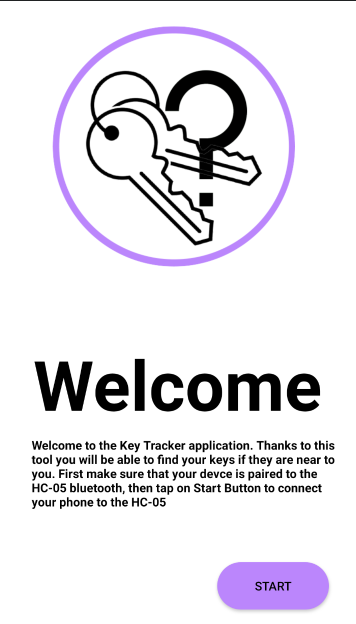 Welcome
Welcome to the Key Tracker application. Thanks to this
tool you will be able to find your keys if they are near to
you. First make sure that your devce is paired to the
HC-05 bluetooth, then tap on Start Button to connect
your phone to the HC-05
START